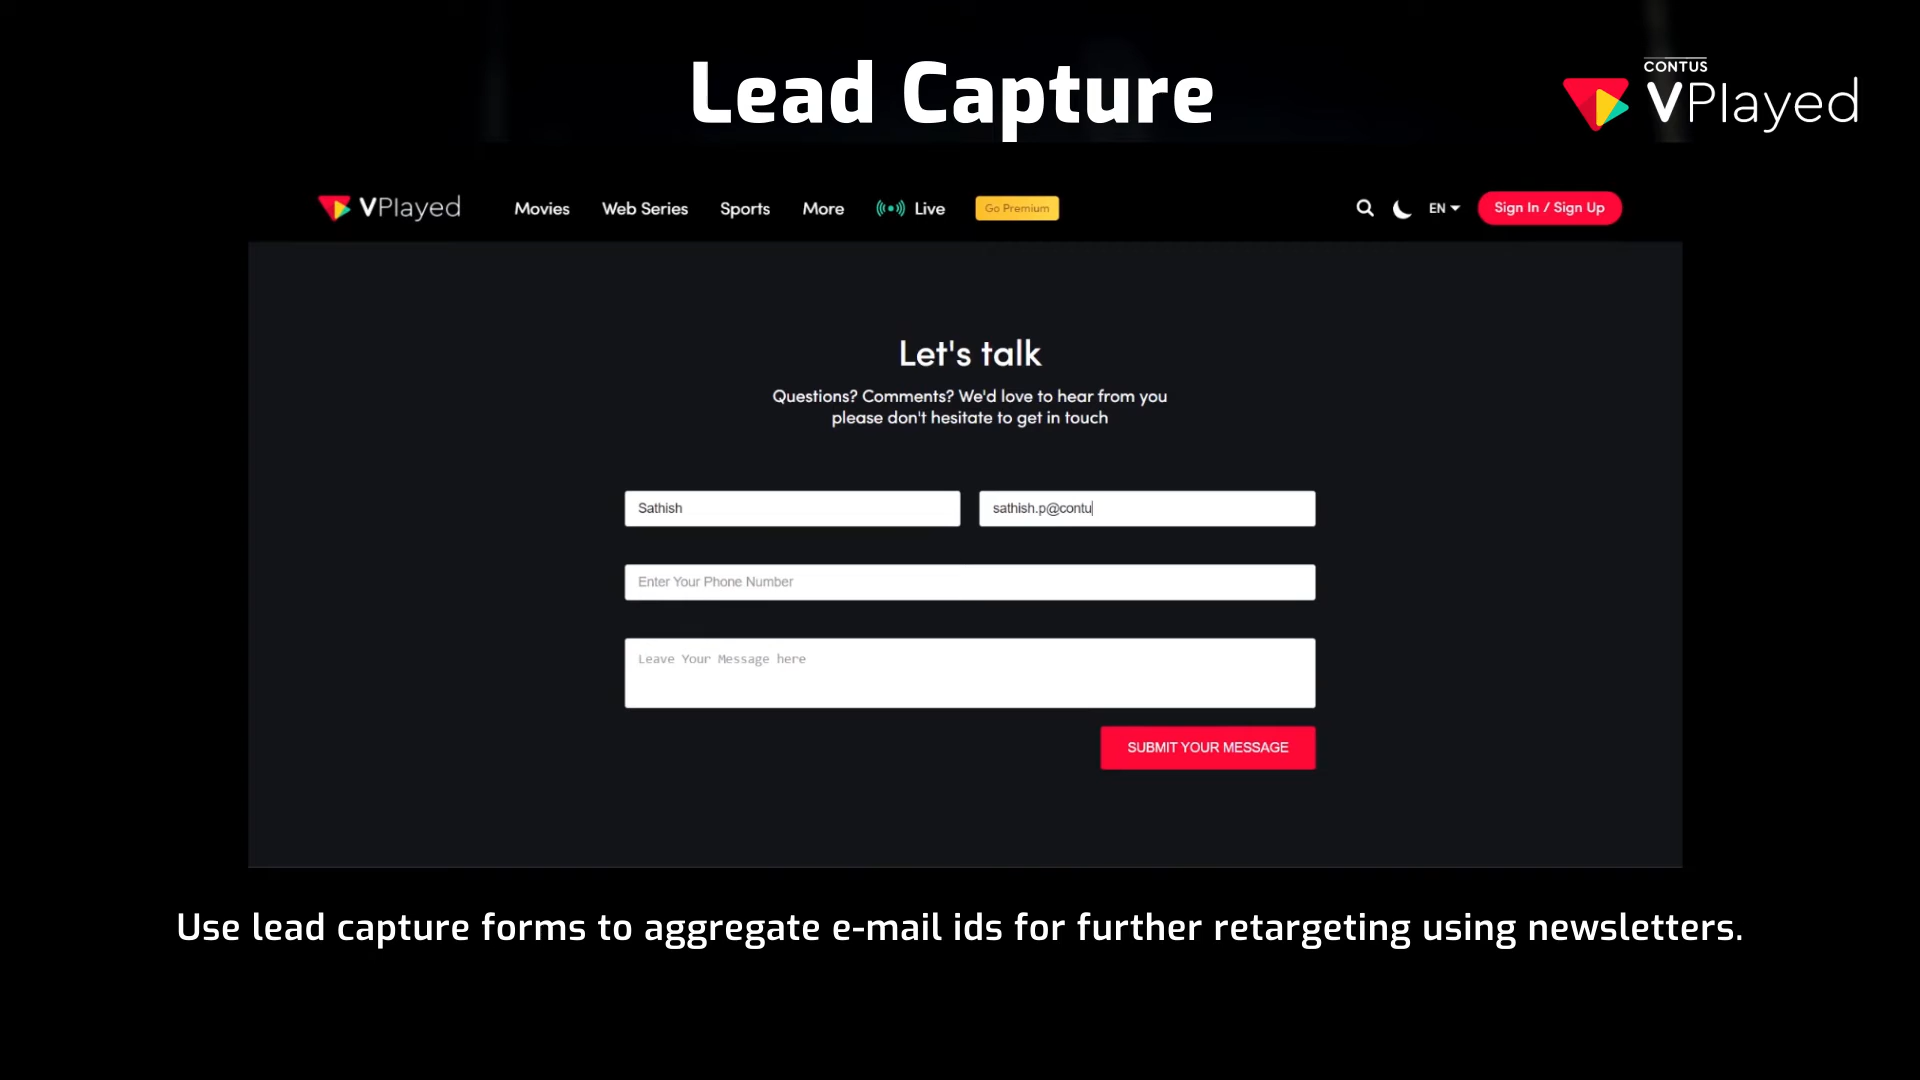 Lead Capture
CONTUS
VPlayed
VPlayed
Movies
Web Series
Sports
More
Live
Go Premium
EN
Sign In / Sign Up
Let's talk
Questions? Comments? We'd love to hear from you
please don't hesitate to get in touch
Sathish
sathish.p@contu
Enter Your Phone Number
Leave Your Message here
SUBMIT YOUR MESSAGE
Use lead capture forms to aggregate e-mail ids for further retargeting using newsletters.